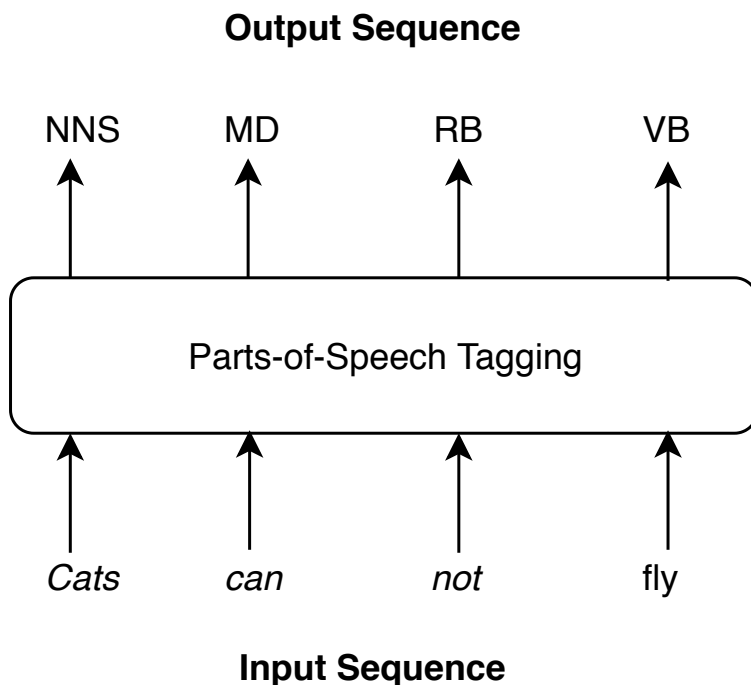 Output Sequence
NNS MD RB VB
Parts-of-Speech Tagging
Cats can not fly
Input Sequence